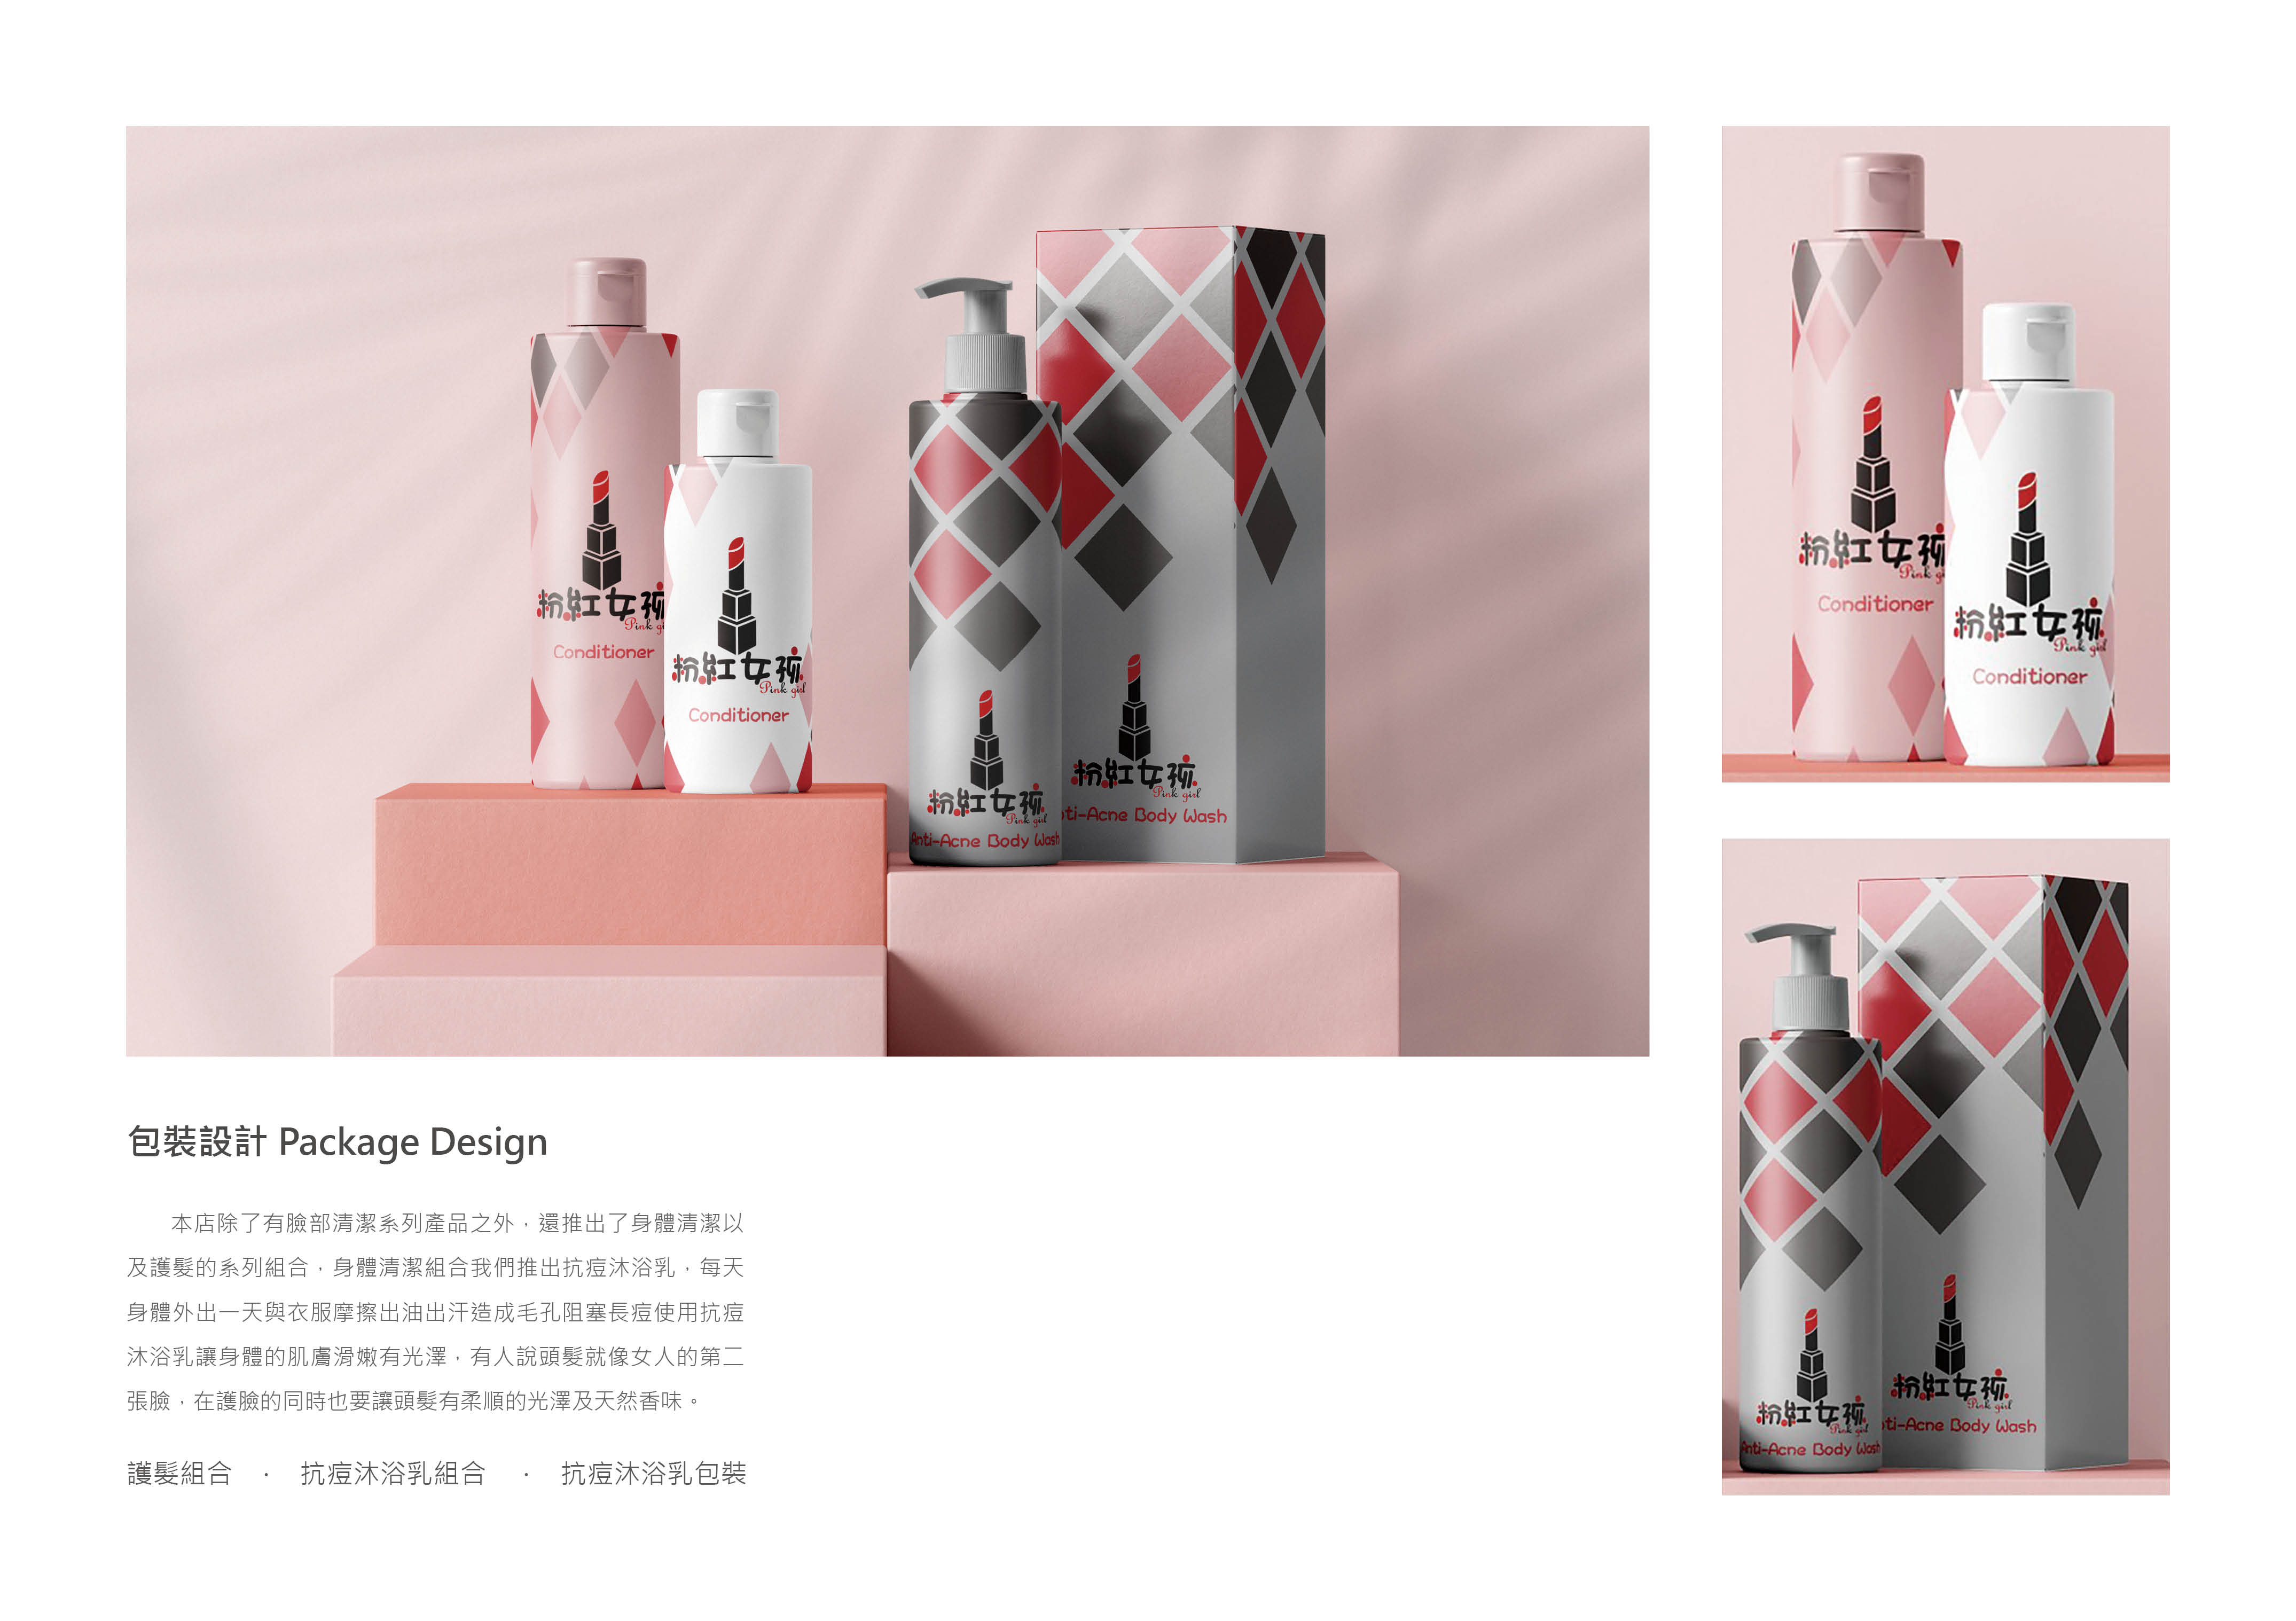 粉紅女孩
Pink g
Conditioner
粉紅女孩
Pink girl
Conditioner
粉紅女孩
Pink girl
Anti-Acne Body Wash
粉紅女孩
Pink girl
ti-Acne Body Wash
粉紅女孩
Pink g
Conditioner
粉紅女孩
Pink girl
Conditioner
粉紅女孩
Pink girl
Anti-Acne Body Wash
粉紅女孩
Pink girl
ti-Acne Body Wash
包裝設計 Package Design
本店除了有臉部清潔系列產品之外，還推出了身體清潔以
及護髮的系列組合，身體清潔組合我們推出抗痘沐浴乳，每天
身體外出一天與衣服摩擦出油出汗造成毛孔阻塞長痘使用抗痘
沐浴乳讓身體的肌膚滑嫩有光澤，有人說頭髮就像女人的第二
張臉，在護臉的同時也要讓頭髮有柔順的光澤及天然香味。
護髮組合 · 抗痘沐浴乳組合 · 抗痘沐浴乳包裝